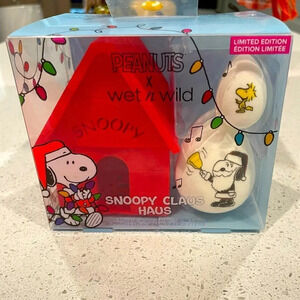 LIMITED EDITION
EDITION LIMITÉE
PEANUTS
X
wet n wild
SNOOPY
SNOOPY CLAUS
HAUS